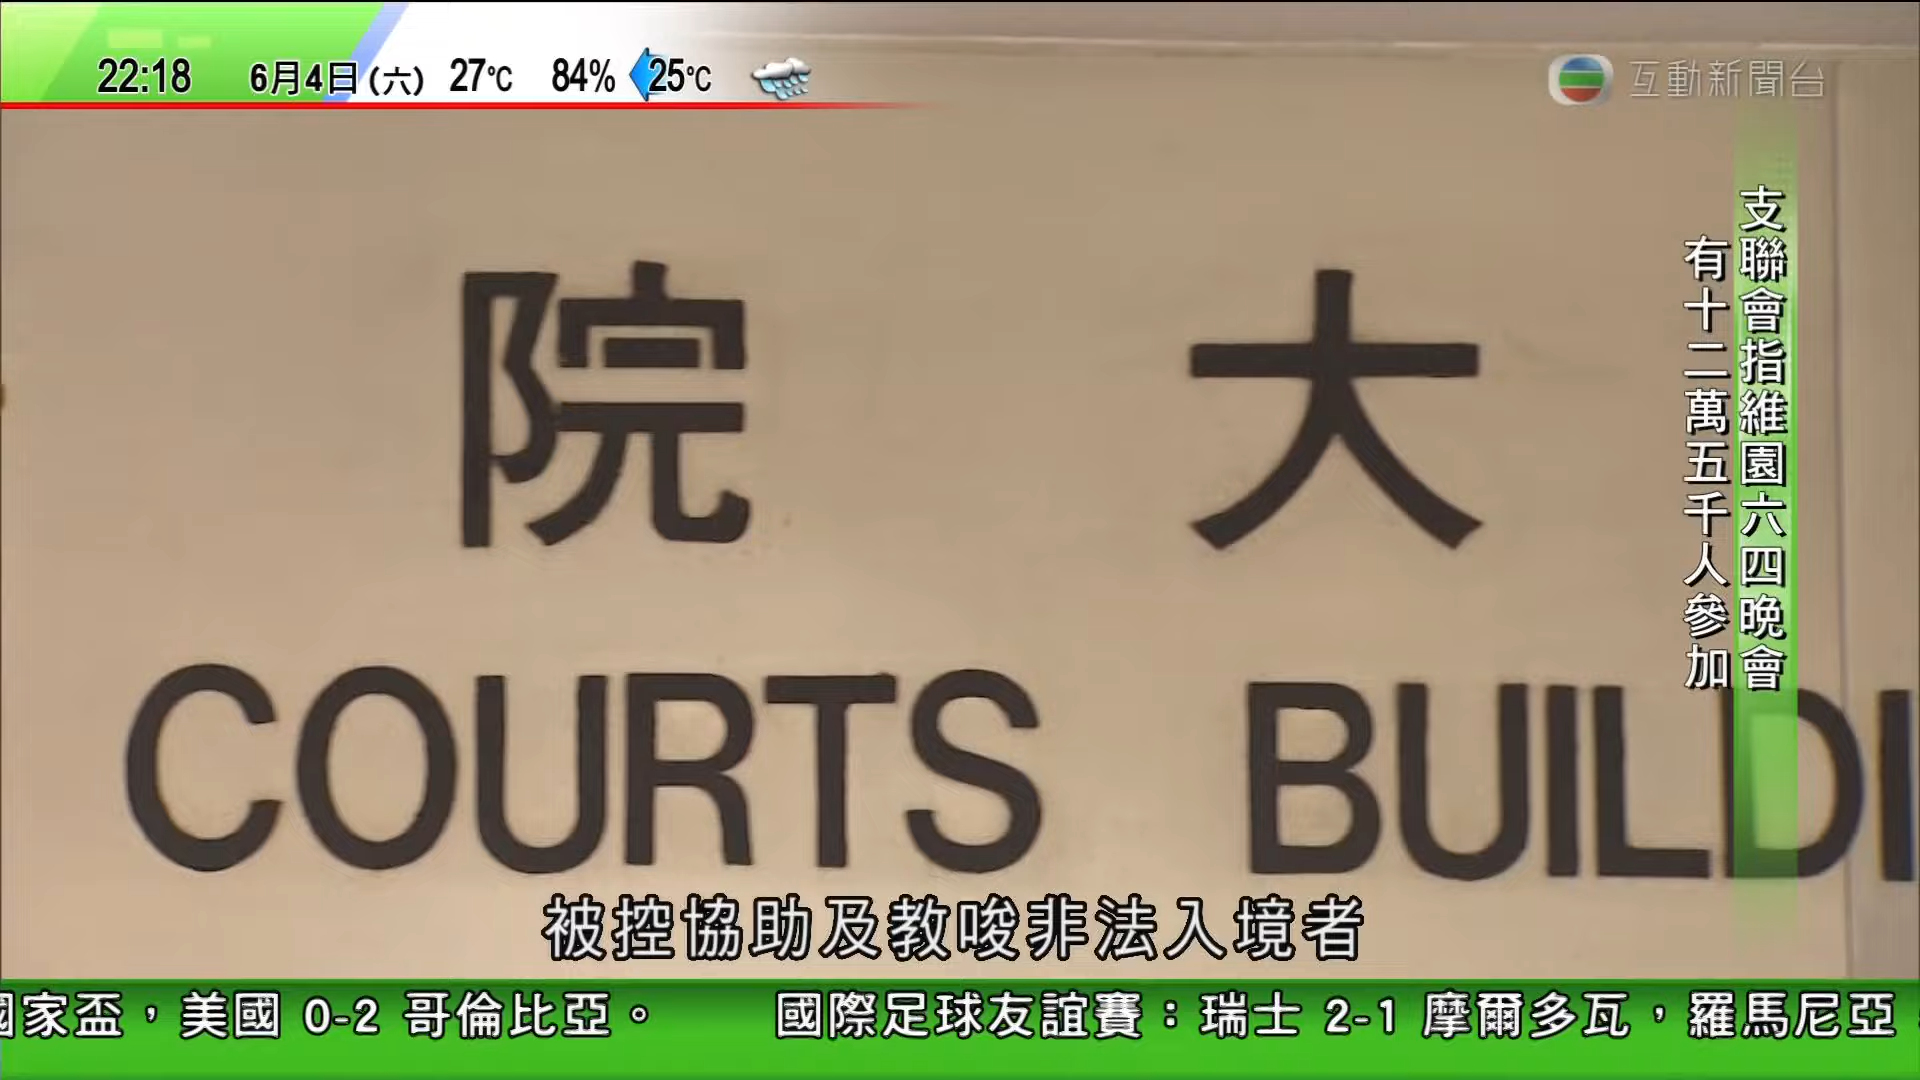 22:18 6月4日(六) 27℃ 84% 25℃
互動新聞台
支聯會指維園六四晚會
有十二萬五千人參加
院 大
COURTS BUILDI
被控協助及教唆非法入境者
國家盃，美國 0-2 哥倫比亞。 國際足球友誼賽：瑞士 2-1 摩爾多瓦，羅馬尼亞